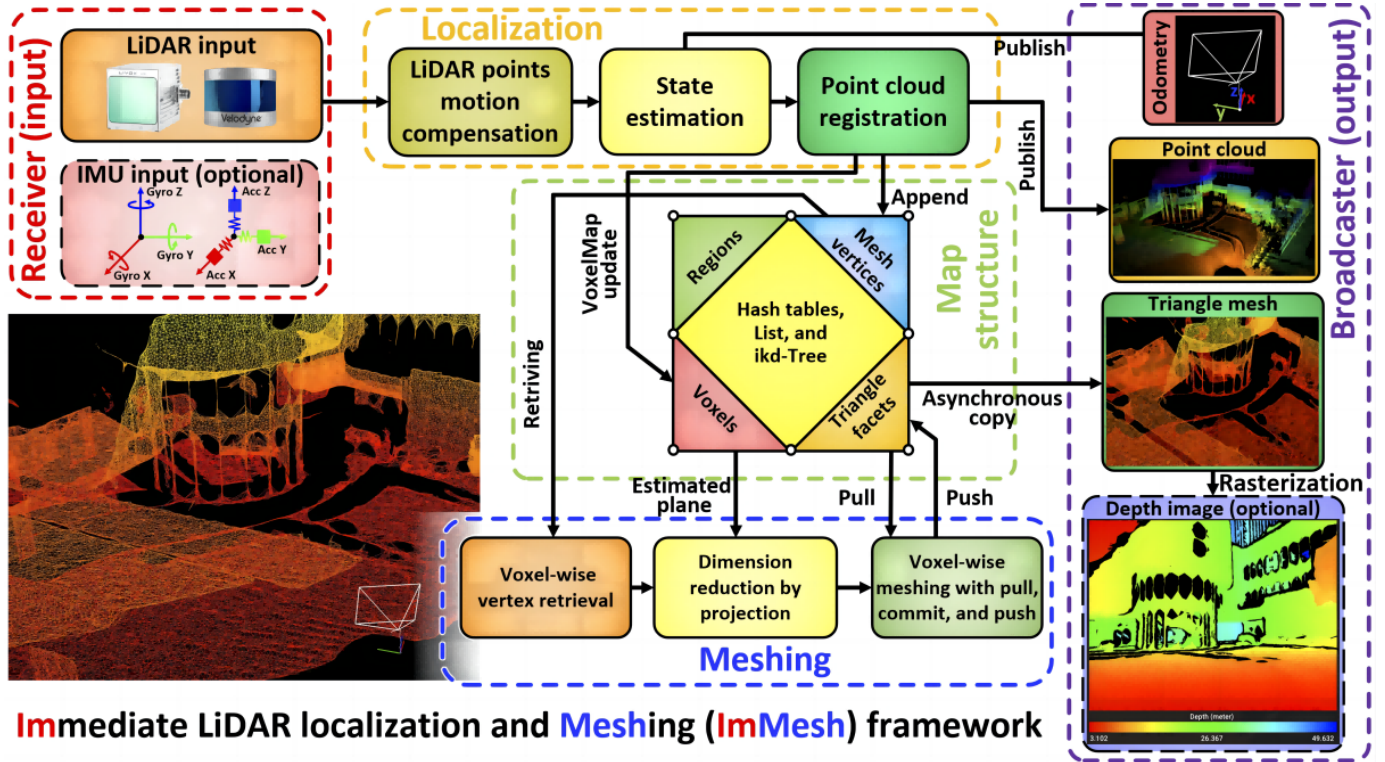 Receiver (input)
LiDAR input
Velodyne
IMU input (optional)
Gyro Z
Acc Z
Gyro Y
Acc Y
Gyro X
Acc X
Localization
LiDAR points
motion
compensation
State
estimation
Point cloud
registration
Publish
Publish
Append
VoxelMap
update
Retriving
Map
structure
Regions
Mesh
vertices
Hash tables,
List, and
ikd-Tree
Voxels
Triangle
facets
Asynchronous
copy
Estimated
plane
Pull
Push
Voxel-wise
vertex retrieval
Dimension
reduction by
projection
Voxel-wise
meshing with pull,
commit, and push
Meshing
Broadcaster (output)
Odometry
z
x
y
Point cloud
Triangle mesh
Rasterization
Depth image (optional)
Depth (meter)
3.102 26.367 49.632
Immediate LiDAR localization and Meshing (ImMesh) framework